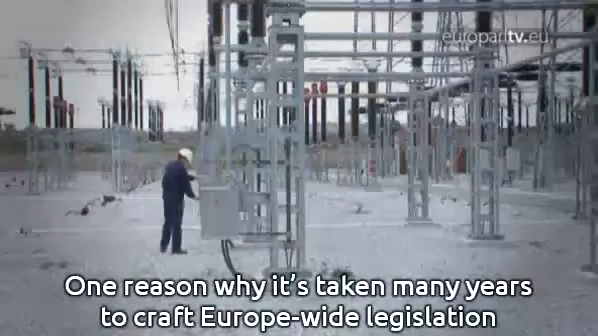 europarltv.eu
One reason why it's taken many years
to craft Europe-wide legislation